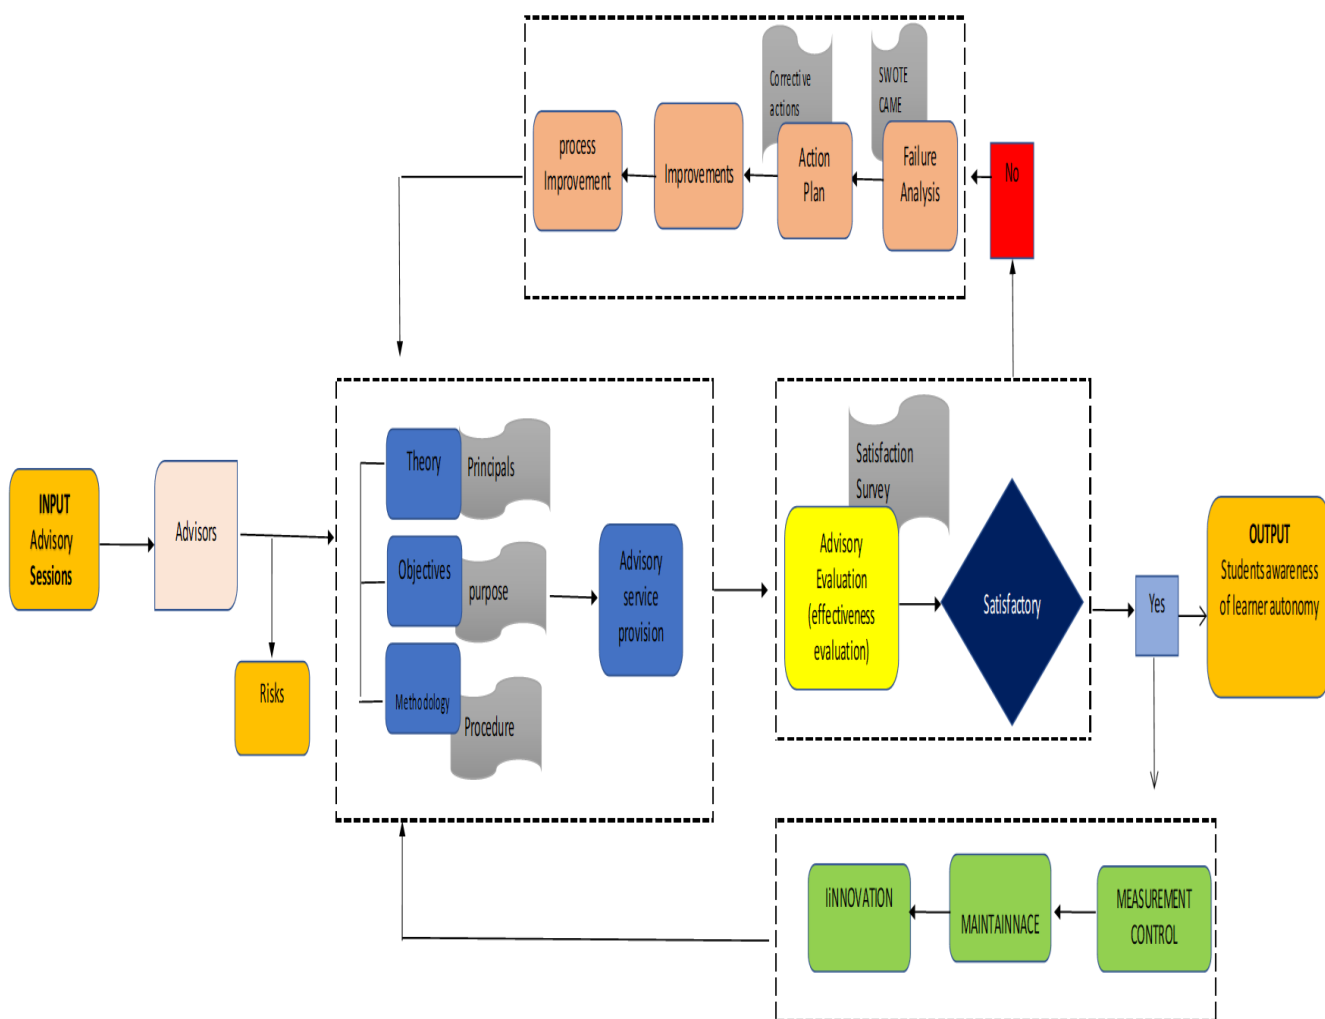 Corrective
actions
SWOTE
CAME
process
Improvement
Improvements
Action
Plan
Failure
Analysis
No
INPUT
Advisory
Sessions
Advisors
Risks
Theory
Principals
Objectives
purpose
Methodology
Procedure
Advisory
service
provision
Satisfaction
Survey
Advisory
Evaluation
(effectiveness
evaluation)
Satisfactory
Yes
OUTPUT
Students awareness
of learner autonomy
IiNNOVATION
MAINTAINNACE
MEASUREMENT
CONTROL